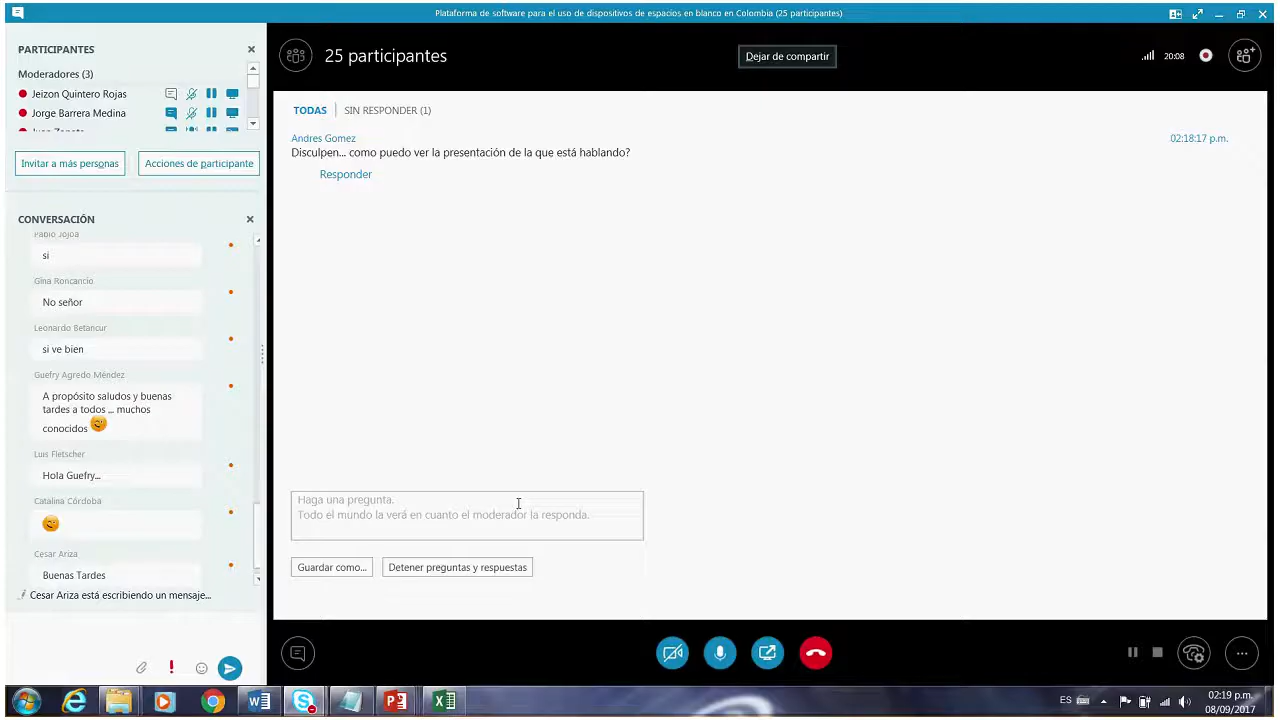 Plataforma de software para el uso de dispositivos de espacios en blanco en Colombia (25 participantes)
PARTICIPANTES
Moderadores (3)
Jeizon Quintero Rojas
Jorge Barrera Medina
Invitar a más personas
Acciones de participante
CONVERSACIÓN
Pablo Jojoa
si
Gina Roncancio
No señor
Leonardo Betancur
si ve bien
Guefry Agredo Méndez
A propósito saludos y buenas
tardes a todos ... muchos
conocidos
Luis Fletscher
Hola Guefry...
Catalina Córdoba
Cesar Ariza
Buenas Tardes
Cesar Ariza está escribiendo un mensaje...
25 participantes
Dejar de compartir
20:08
TODAS
SIN RESPONDER (1)
Andres Gomez
02:18:17 p.m.
Disculpen... como puedo ver la presentación de la que está hablando?
Responder
Haga una pregunta.
Todo el mundo la verá en cuanto el moderador la responda.
Guardar como...
Detener preguntas y respuestas
ES
02:19 p.m.
08/09/2017